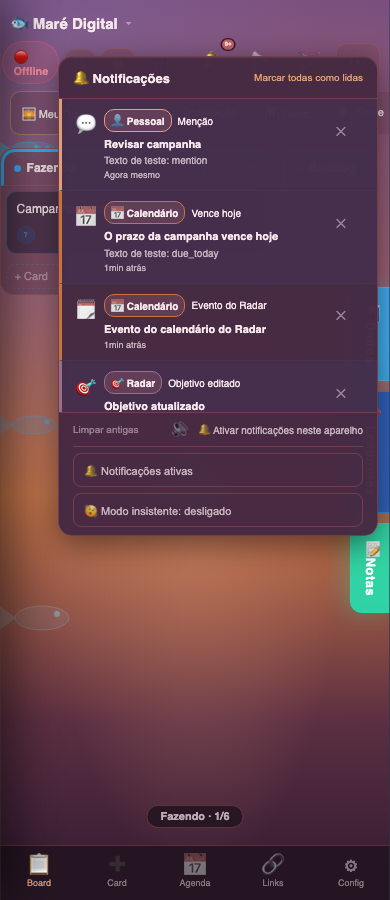 Maré Digital
9+
Offline
Meu
Fazer
Campan
?
+ Card
Notificações
Marcar todas como lidas
Pessoal Menção
Revisar campanha
Texto de teste: mention
Agora mesmo
Calendário Vence hoje
O prazo da campanha vence hoje
Texto de teste: due_today
1min atrás
Calendário Evento do Radar
Evento do calendário do Radar
1min atrás
Radar Objetivo editado
Objetivo atualizado
Limpar antigas
Ativar notificações neste aparelho
Notificações ativas
Modo insistente: desligado
Notas
Fazendo · 1/6
Board
Card
Agenda
Links
Config